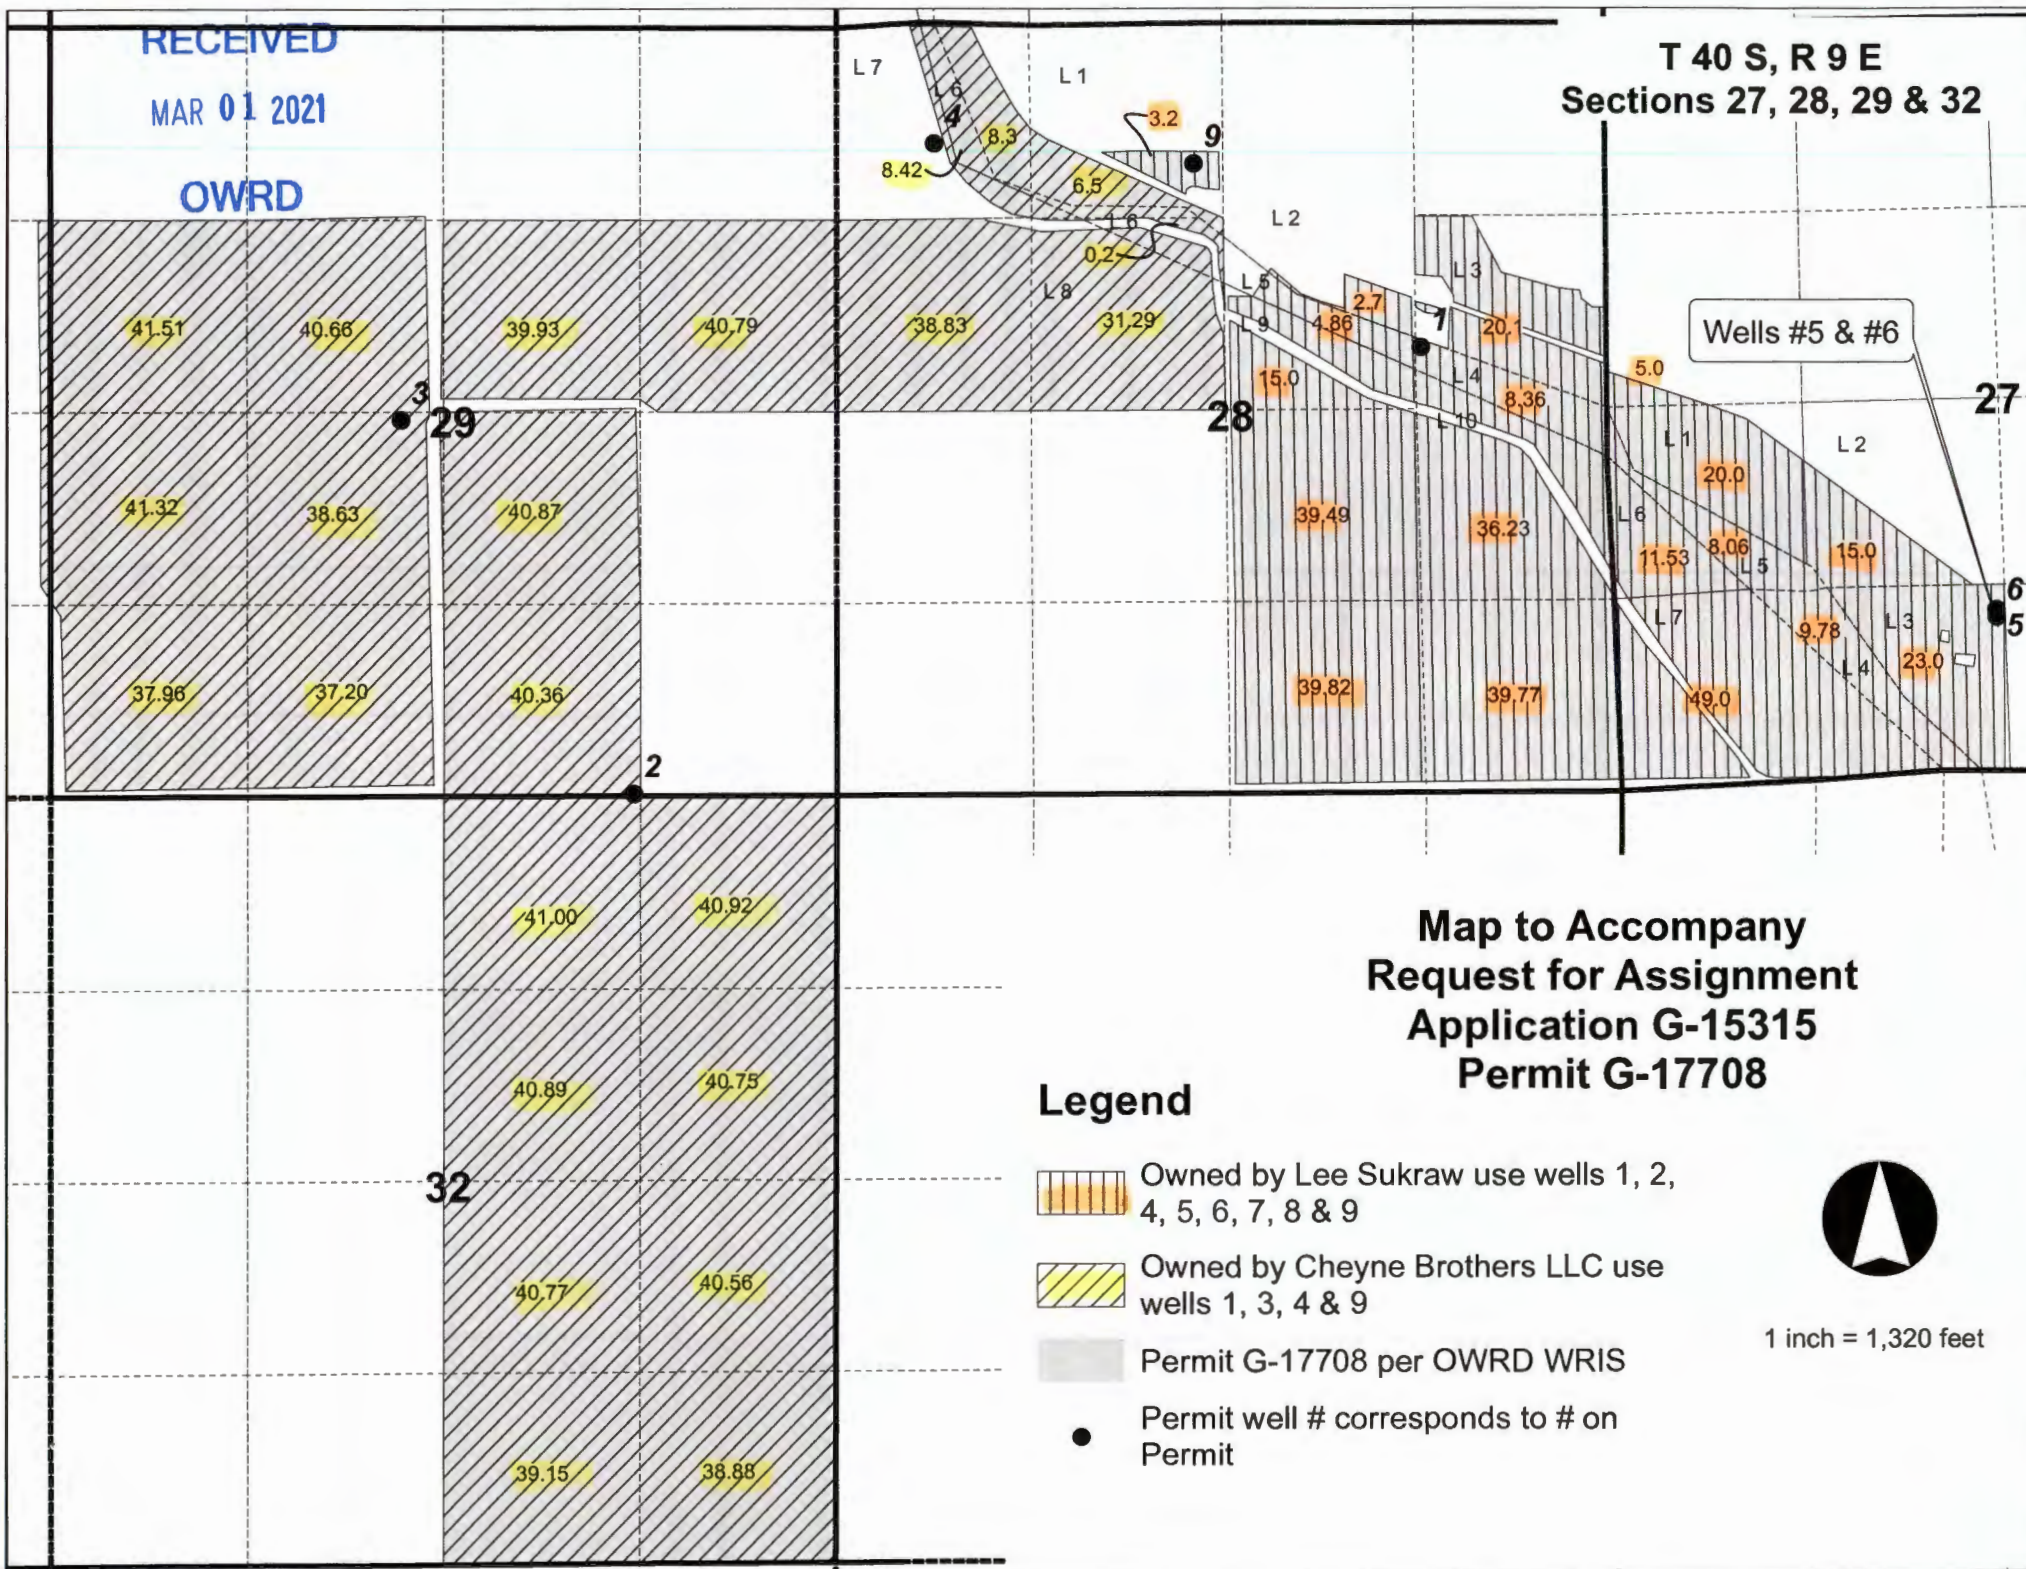 RECEIVED
MAR 01 2021
OWRD
T 40 S, R 9 E
Sections 27, 28, 29 & 32
L 7
L 6
L 1
4
8.3
3.2
9
8.42
6.5
L 6
L 2
0.2
L 8
L 5
L 3
41.51
40.66
39.93
40.79
38.83
31.29
L 9
4.86
2.7
1
20.1
Wells #5 & #6
5.0
15.0
L 4
8.36
L 10
3
29
28
27
L 1
L 2
20.0
41.32
38.63
40.87
39.49
36.23
L 6
11.53
8.06
L 5
15.0
6
5
L 7
9.78
L 3
L 4
23.0
37.96
37.20
40.36
39.82
39.77
49.0
2
41.00
40.92
40.89
40.75
32
40.77
40.56
39.15
38.88
Map to Accompany
Request for Assignment
Application G-15315
Permit G-17708
Legend
Owned by Lee Sukraw use wells 1, 2,
4, 5, 6, 7, 8 & 9
Owned by Cheyne Brothers LLC use
wells 1, 3, 4 & 9
Permit G-17708 per OWRD WRIS
Permit well # corresponds to # on
Permit
1 inch = 1,320 feet